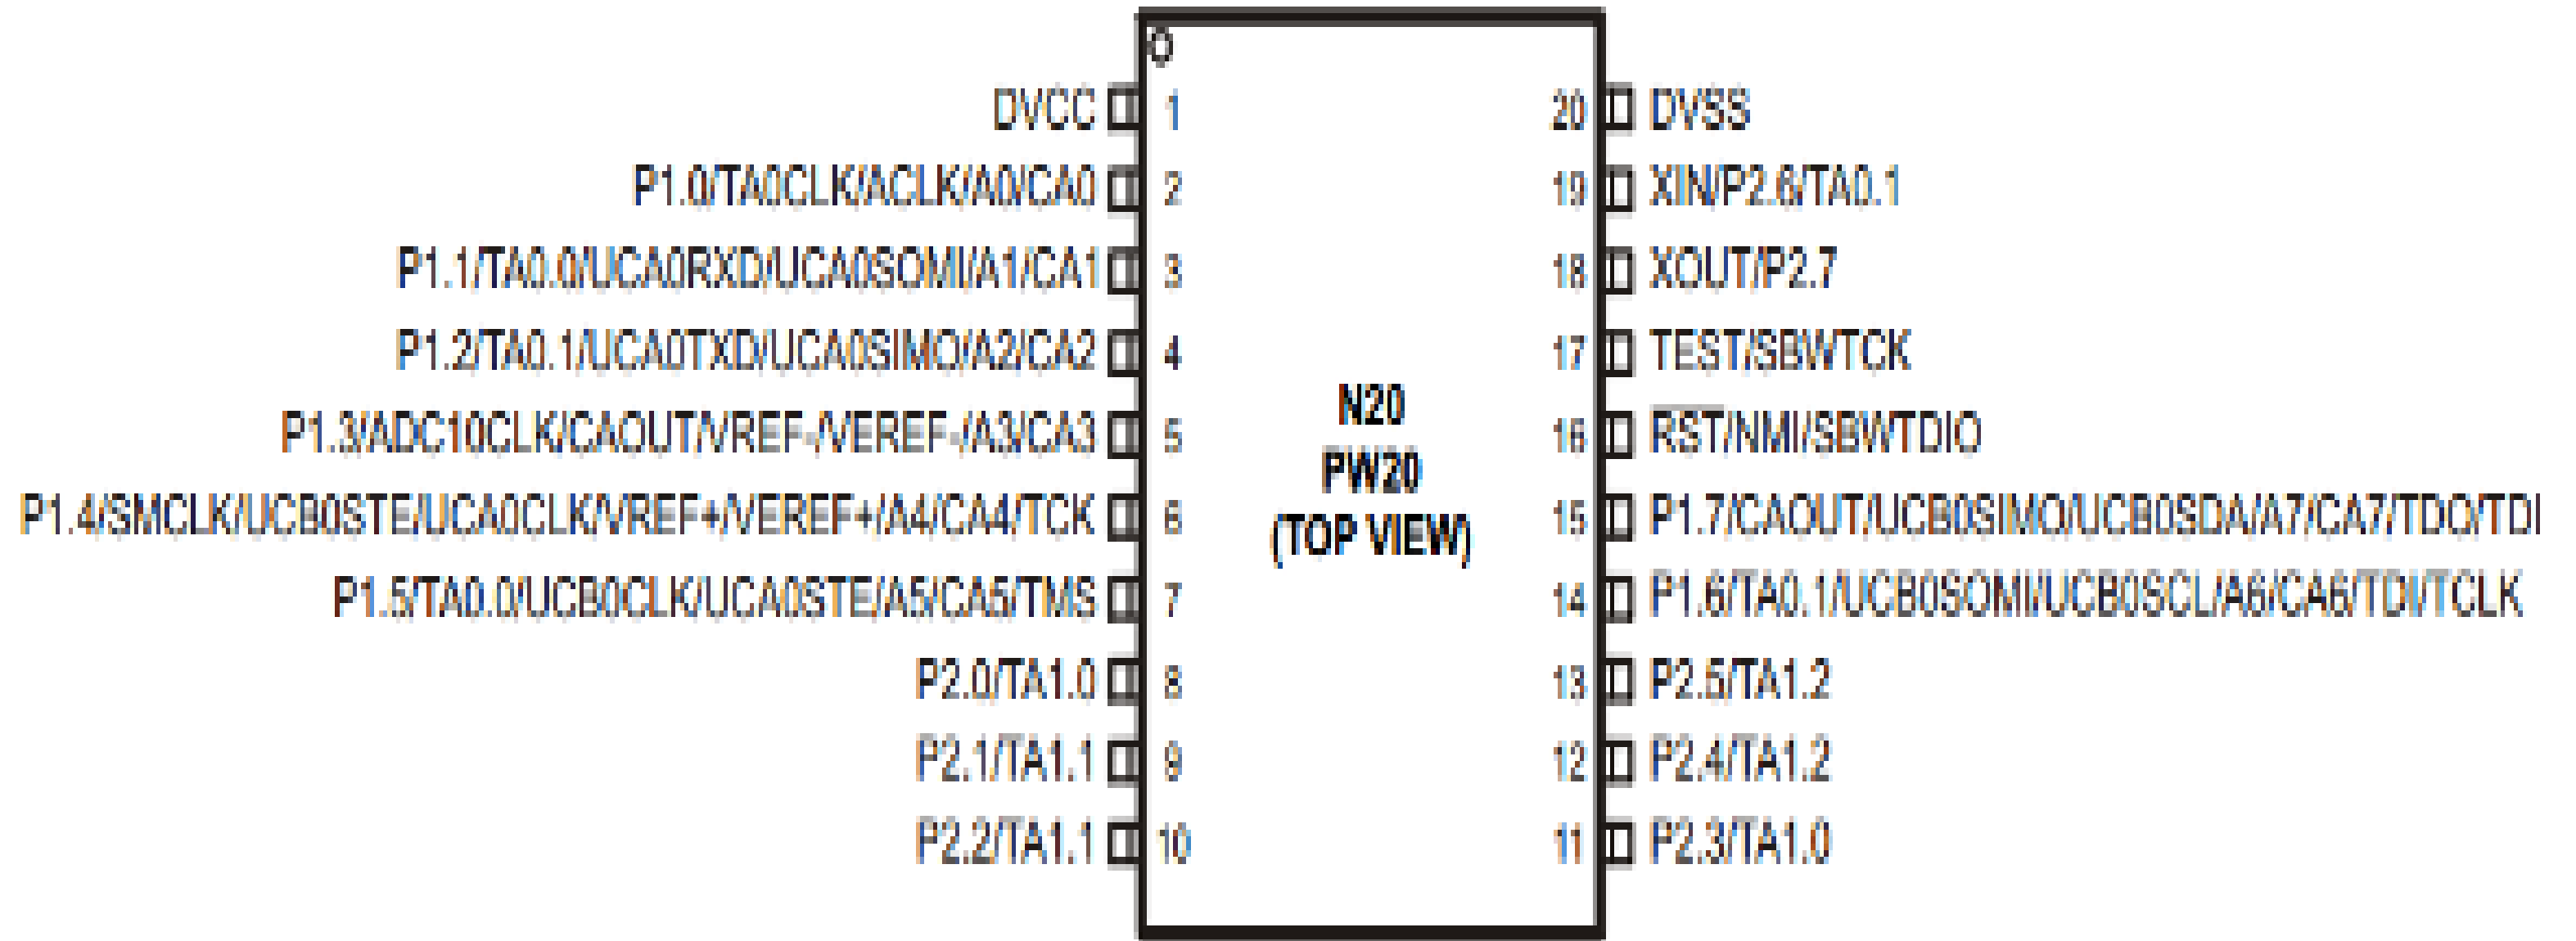 DVCC 1 20 DVSS
P1.0/TA0CLK/ACLK/A0/CA0 2 19 XIN/P2.6/TA0.1
P1.1/TA0.0/UCA0RXD/UCA0SOMI/A1/CA1 3 18 XOUT/P2.7
P1.2/TA0.1/UCA0TXD/UCA0SIMO/A2/CA2 4 17 TEST/SBWTCK
P1.3/ADC10CLK/CAOUT/VREF-/VEREF-/A3/CA3 5 16 RST/NMI/SBWTDIO
P1.4/SMCLK/UCB0STE/UCA0CLK/VREF+/VEREF+/A4/CA4/TCK 6 15 P1.7/CAOUT/UCB0SIMO/UCB0SDA/A7/CA7/TDO/TDI
P1.5/TA0.0/UCB0CLK/UCA0STE/A5/CA5/TMS 7 14 P1.6/TA0.1/UCB0SOMI/UCB0SCL/A6/CA6/TDI/TCLK
P2.0/TA1.0 8 13 P2.5/TA1.2
P2.1/TA1.1 9 12 P2.4/TA1.2
P2.2/TA1.1 10 11 P2.3/TA1.0
N20
PW20
(TOP VIEW)